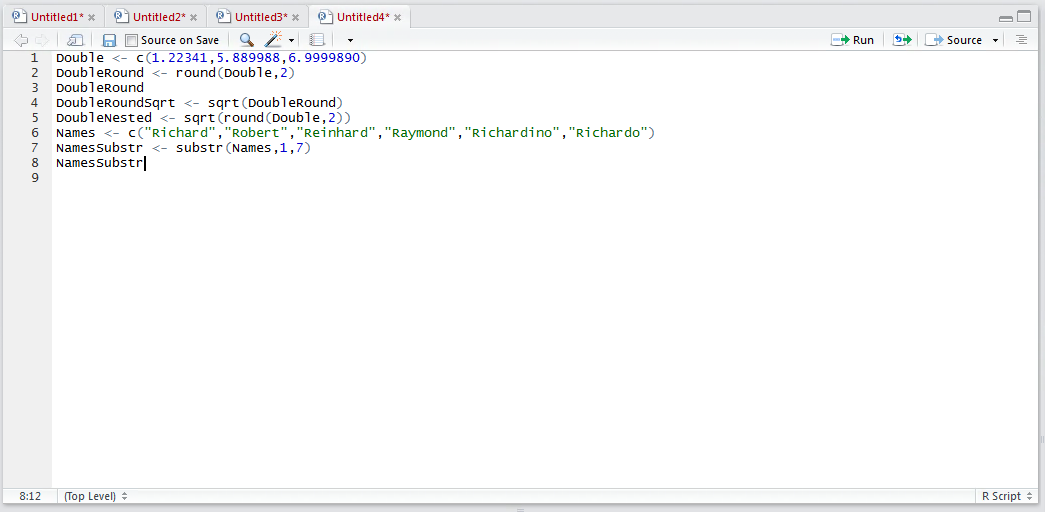 Untitled1* Untitled2* Untitled3* Untitled4*
Source on Save Run Source
1 Double <- c(1.22341,5.889988,6.9999890)
2 DoubleRound <- round(Double,2)
3 DoubleRound
4 DoubleRoundSqrt <- sqrt(DoubleRound)
5 DoubleNested <- sqrt(round(Double,2))
6 Names <- c("Richard","Robert","Reinhard","Raymond","Richardino","Richardo")
7 NamesSubstr <- substr(Names,1,7)
8 NamesSubstr
9
8:12 (Top Level) R Script